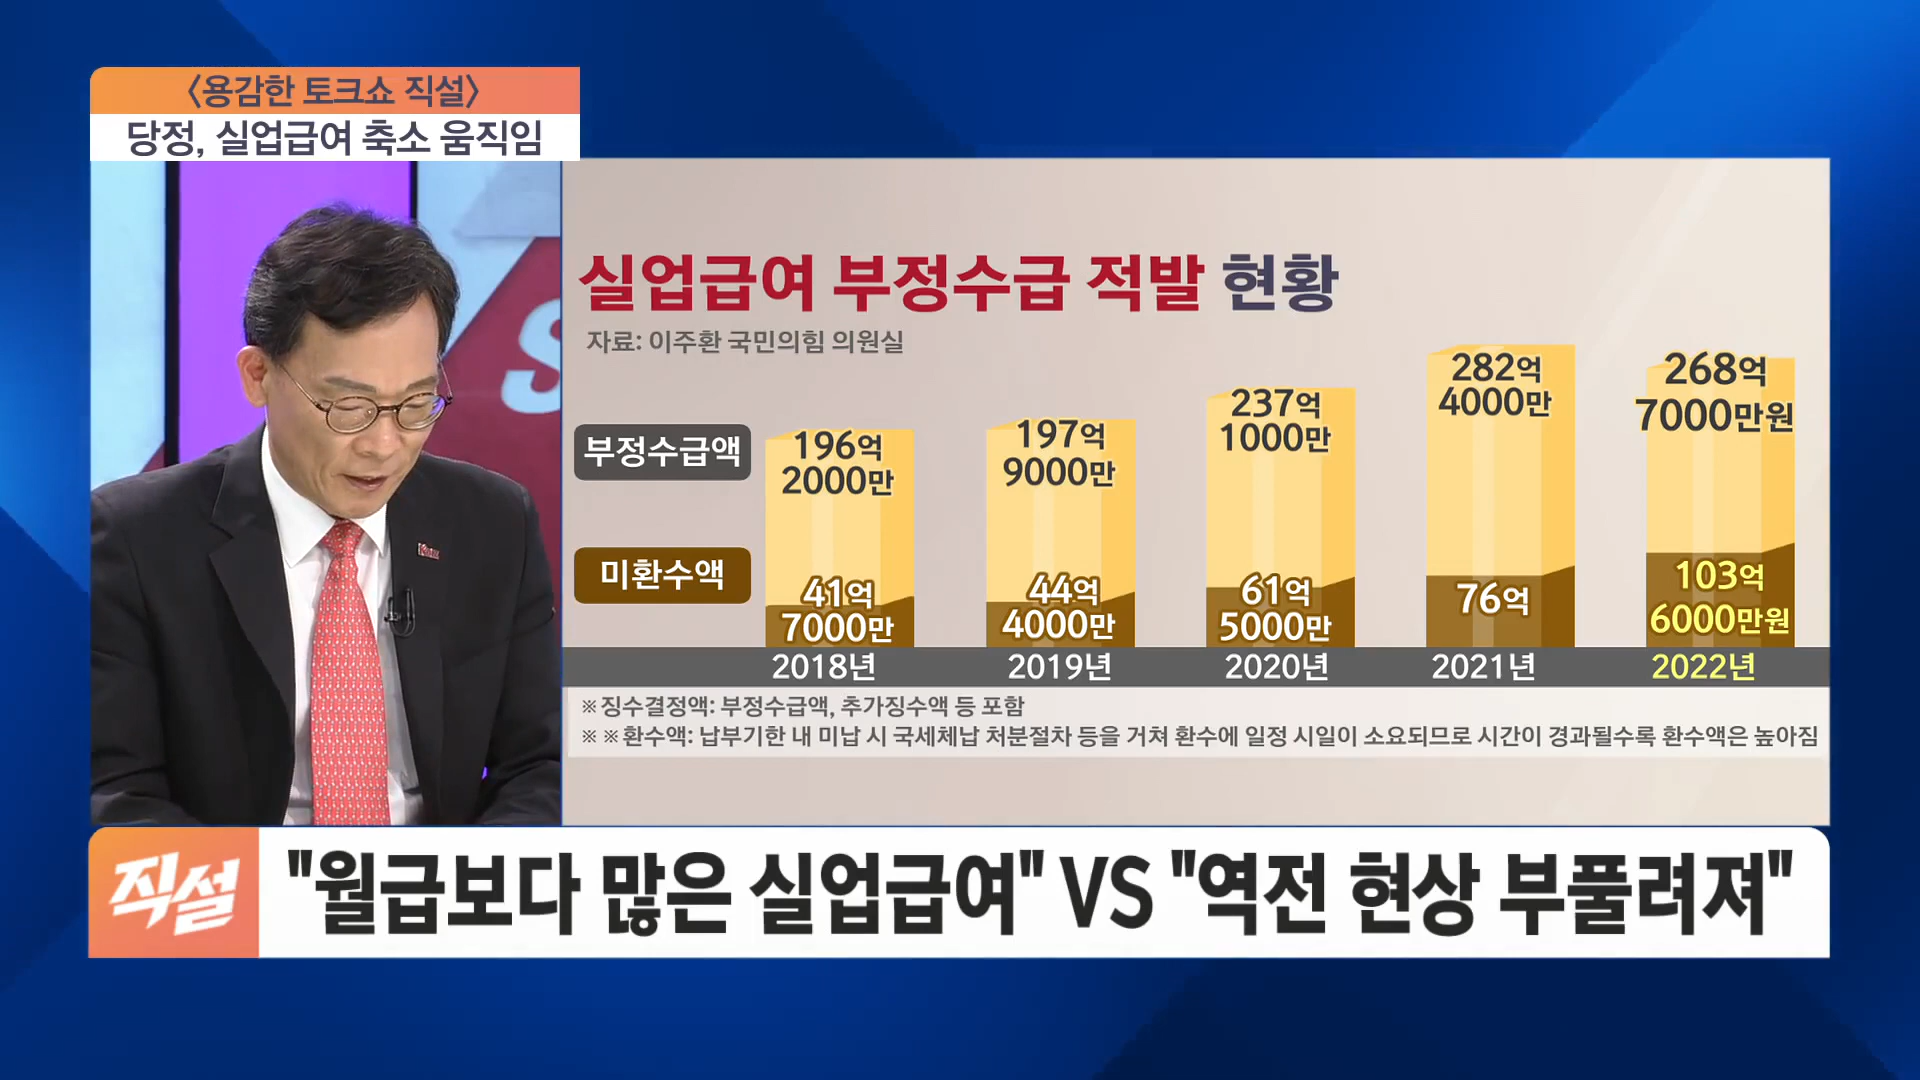 <용감한 토크쇼 직설>
당정, 실업급여 축소 움직임
실업급여 부정수급 적발 현황
자료: 이주환 국민의힘 의원실
부정수급액
196억
2000만
197억
9000만
237억
1000만
282억
4000만
268억
7000만원
미환수액
41억
7000만
44억
4000만
61억
5000만
76억
103억
6000만원
2018년
2019년
2020년
2021년
2022년
※ 징수결정액: 부정수급액, 추가징수액 등 포함
※ ※ 환수액: 납부기한 내 미납 시 국세체납 처분절차 등을 거쳐 환수에 일정 시일이 소요되므로 시간이 경과될수록 환수액은 높아짐
직설
"월급보다 많은 실업급여" VS "역전 현상 부풀려져"